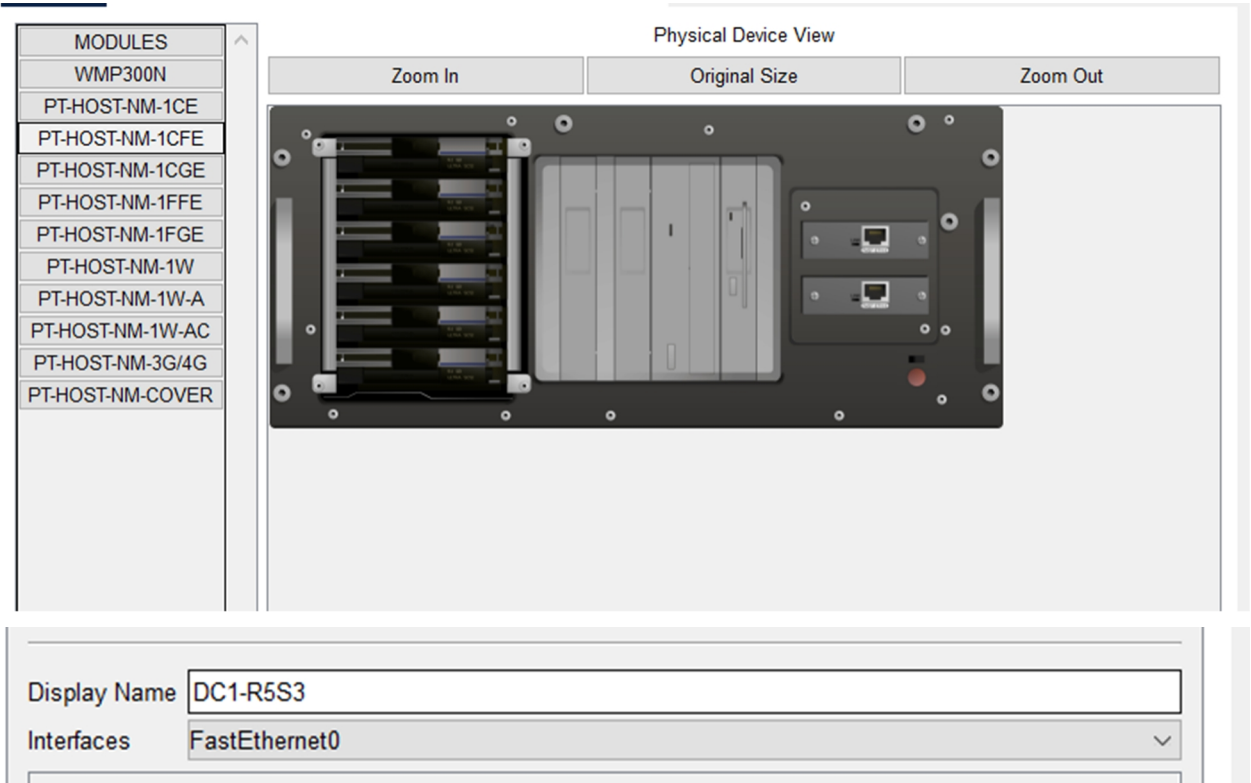 MODULES
Physical Device View
WMP300N
Zoom In
Original Size
Zoom Out
PT-HOST-NM-1CE
PT-HOST-NM-1CFE
PT-HOST-NM-1CGE
PT-HOST-NM-1FFE
PT-HOST-NM-1FGE
PT-HOST-NM-1W
PT-HOST-NM-1W-A
PT-HOST-NM-1W-AC
PT-HOST-NM-3G/4G
PT-HOST-NM-COVER
Display Name DC1-R5S3
Interfaces FastEthernet0